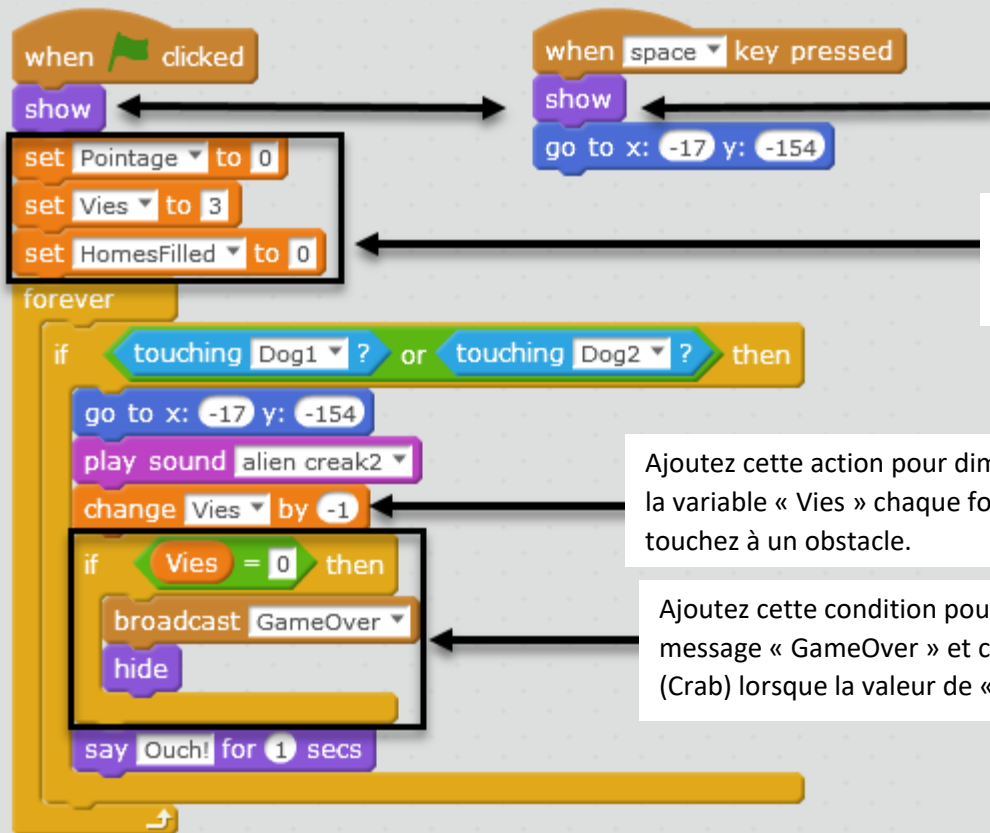 when clicked
show
set Pointage to 0
set Vies to 3
set HomesFilled to 0
forever
if touching Dog1 ? or touching Dog2 ? then
go to x: -17 y: -154
play sound alien creak2
change Vies by -1
if Vies = 0 then
broadcast GameOver
hide
say Ouch! for 1 secs
when space key pressed
show
go to x: -17 y: -154
Ajoutez cette action pour
la variable « Vies » chaque
touchez à un obstacle.
Ajoutez cette condition
message « GameOver » et
(Crab) lorsque la valeur de «